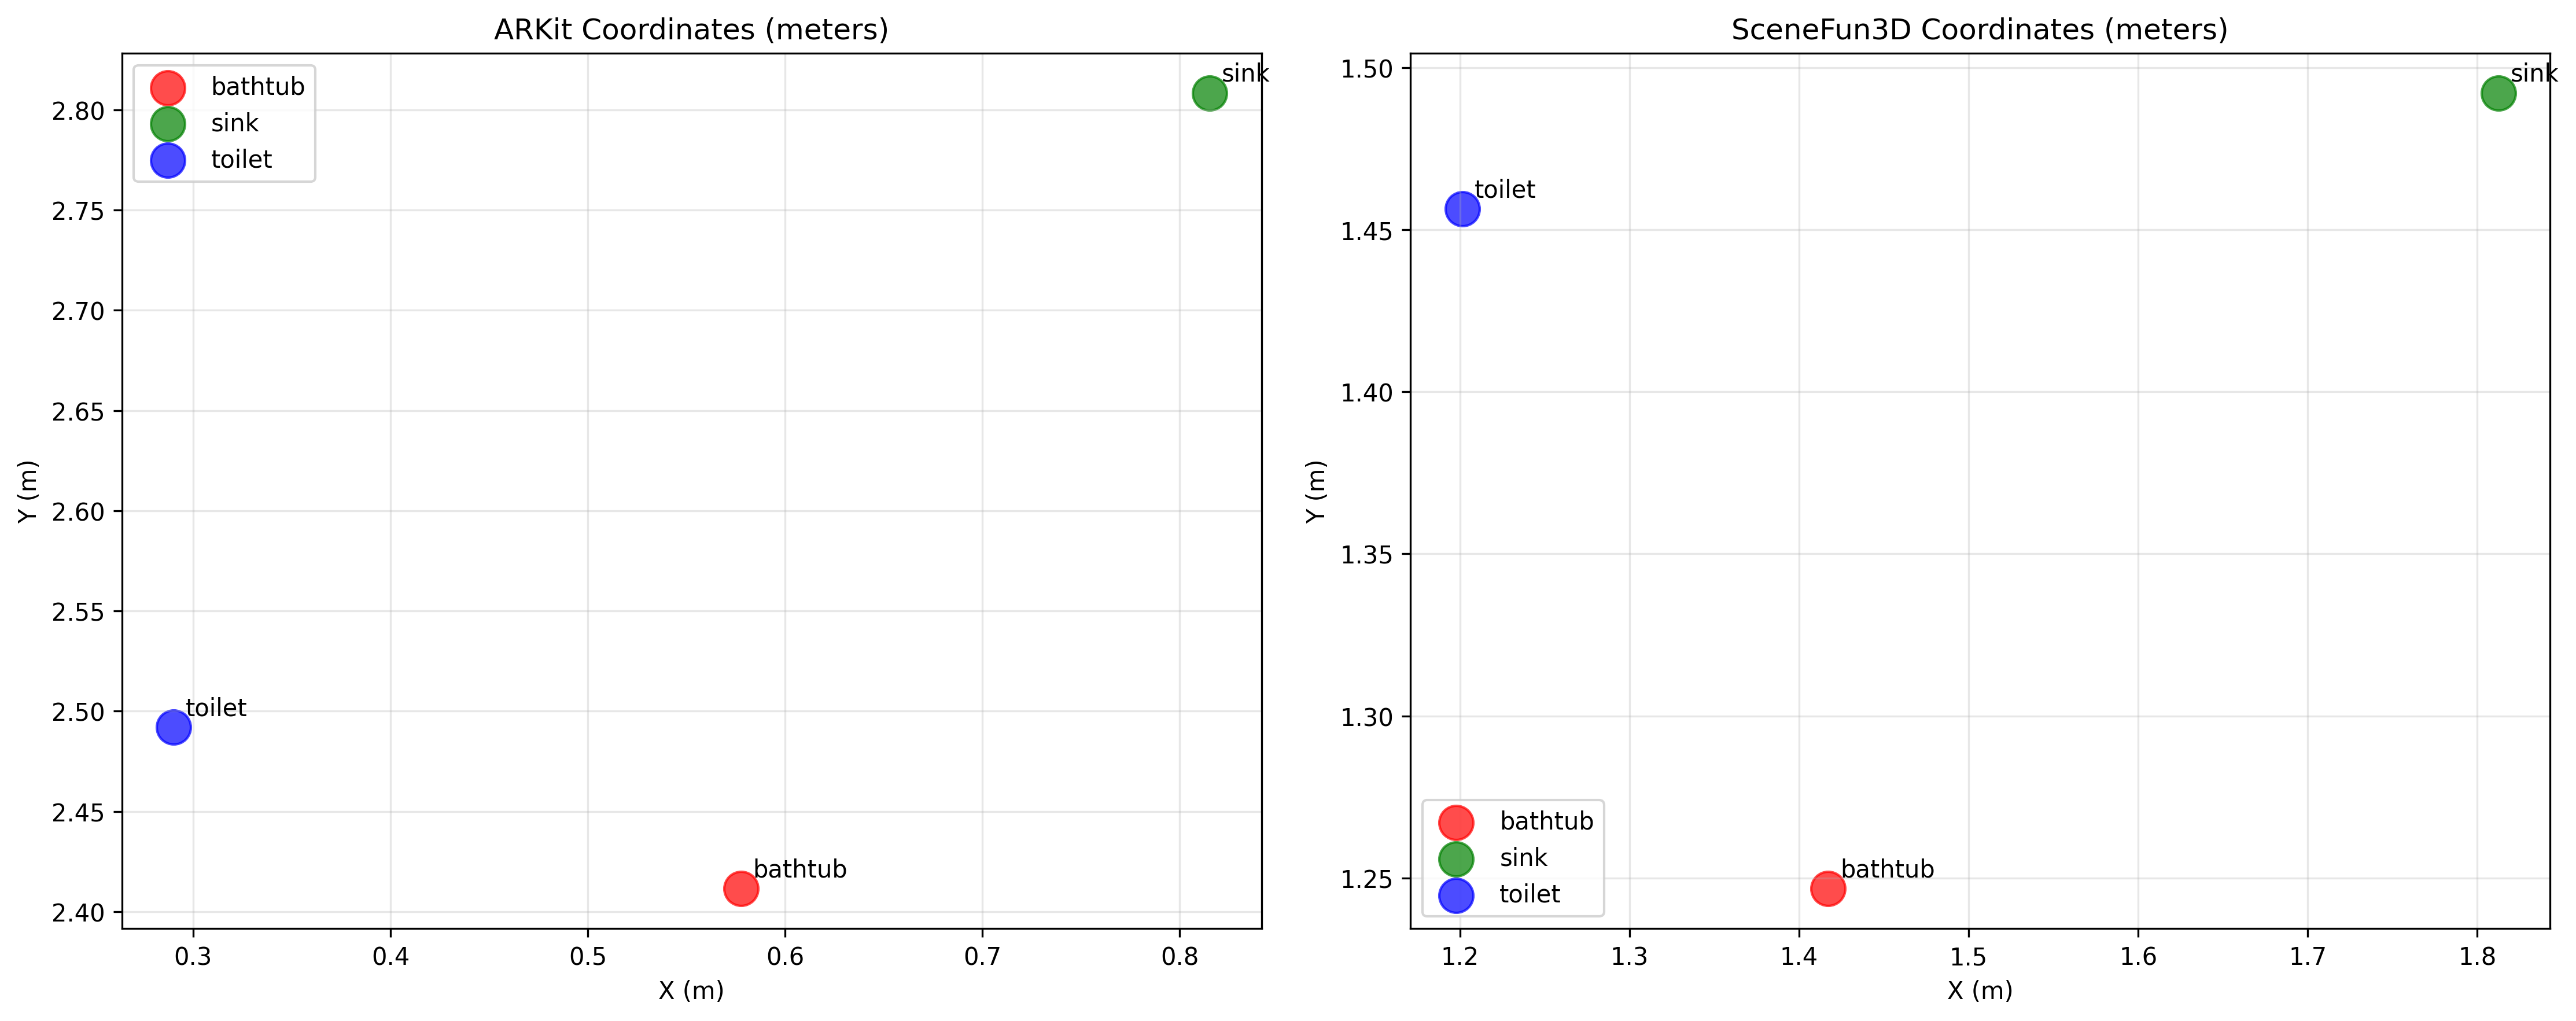 ARKit Coordinates (meters)
bathtub
sink
toilet
sink
toilet
bathtub
2.80
2.75
2.70
2.65
2.60
2.55
2.50
2.45
2.40
Y (m)
0.3 0.4 0.5 0.6 0.7 0.8
X (m)
SceneFun3D Coordinates (meters)
sink
toilet
bathtub
bathtub
sink
toilet
1.50
1.45
1.40
1.35
1.30
1.25
Y (m)
1.2 1.3 1.4 1.5 1.6 1.7 1.8
X (m)